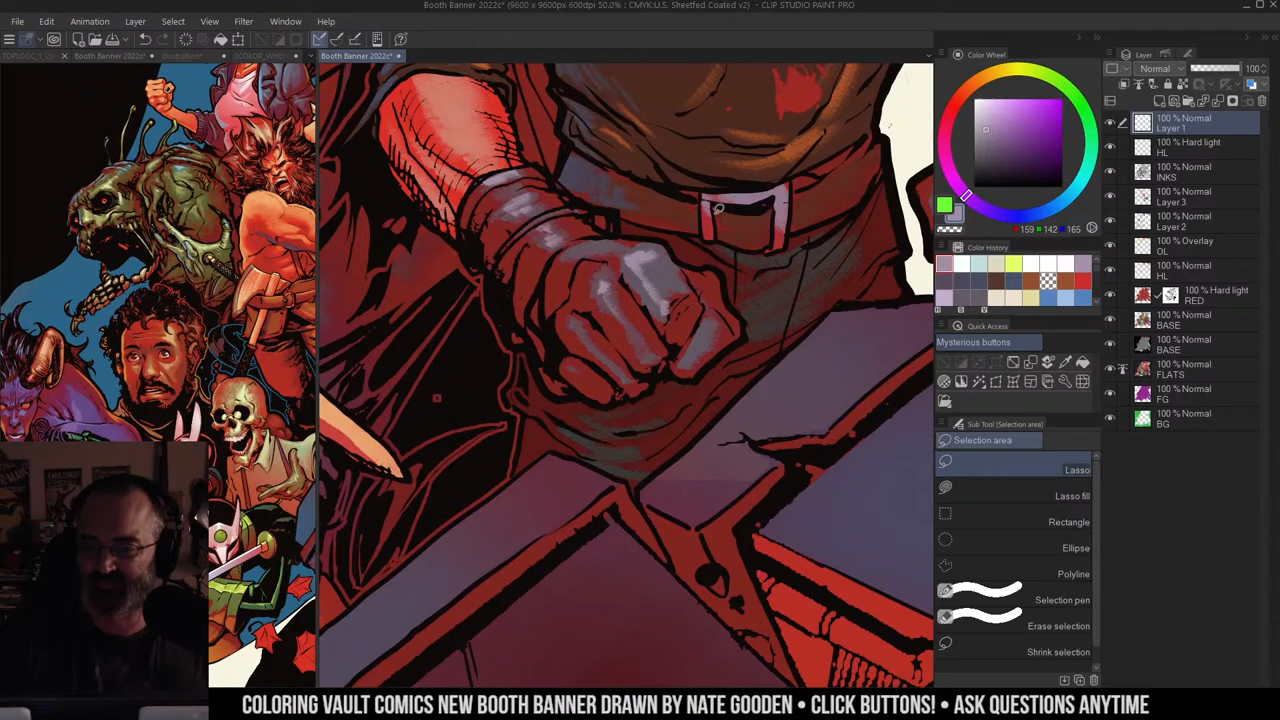 Booth Banner 2022c* (9600 x 9600px 600dpi 50.0% : CMYK:U.S. Sheetfed Coated v2) - CLIP STUDIO PAINT PRO
File Edit Animation Layer Select View Filter Window Help
Booth Banner 2022c* Illustration* Booth Banner 2022c*
Color Wheel
159 142 165
Color History
H S V
Quick Access
Mysterious buttons
Sub Tool [Selection area]
Selection area
Lasso
Lasso fill
Rectangle
Ellipse
Polyline
Selection pen
Erase selection
Shrink selection
Layer
Normal 100
100 % Normal
Layer 1
100 % Hard light
HL
100 % Normal
INKS
100 % Normal
Layer 3
100 % Normal
Layer 2
100 % Overlay
OL
100 % Normal
HL
100 % Hard light
RED
100 % Normal
BASE
100 % Normal
BASE
100 % Normal
FLATS
100 % Normal
FG
100 % Normal
BG
COLORING VAULT COMICS NEW BOOTH BANNER DRAWN BY NATE GOODEN • CLICK BUTTONS! • ASK QUESTIONS ANYTIME